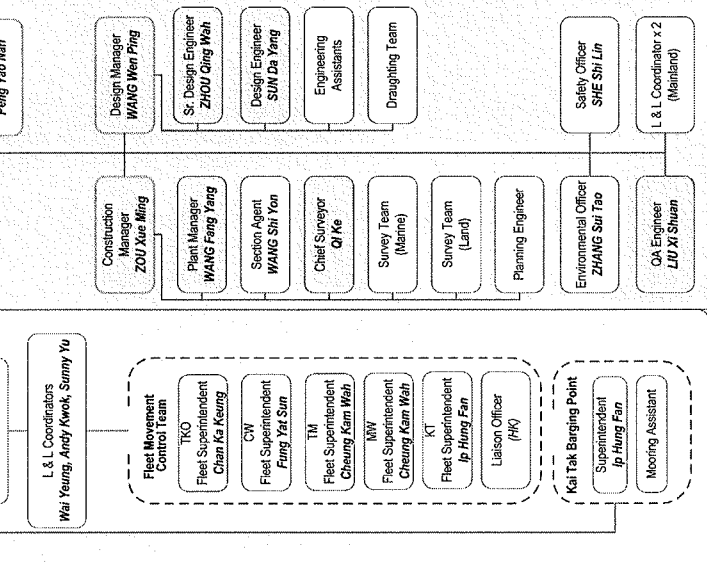 L & L Coordinators
Wai Yeung, Andy Kwok, Sunny Yu
Fleet Movement
Control Team
TKO
Fleet Superintendent
Chan Ka Keung
CW
Fleet Superintendent
Fung Yat Sun
TM
Fleet Superintendent
Cheung Kam Wah
MW
Fleet Superintendent
Cheung Kam Wah
KT
Fleet Superintendent
Ip Hung Fan
Liaison Officer
(HK)
Kai Tak Barging Point
Superintendent
Ip Hung Fan
Mooring Assistant
Construction
Manager
ZOU Xue Ming
Plant Manager
WANG Fang Yang
Section Agent
WANG Shi Yon
Chief Surveyor
QI Ke
Survey Team
(Marine)
Survey Team
(Land)
Planning Engineer
Environmental Officer
ZHANG Sui Tao
QA Engineer
LIU Xi Shuan
Peng Yao Nan
Design Manager
WANG Wen Ping
Sr. Design Engineer
ZHOU Qing Wah
Design Engineer
SUN Da Yang
Engineering
Assistants
Draughting Team
Safety Officer
SHE Shi Lin
L & L Coordinator x 2
(Mainland)